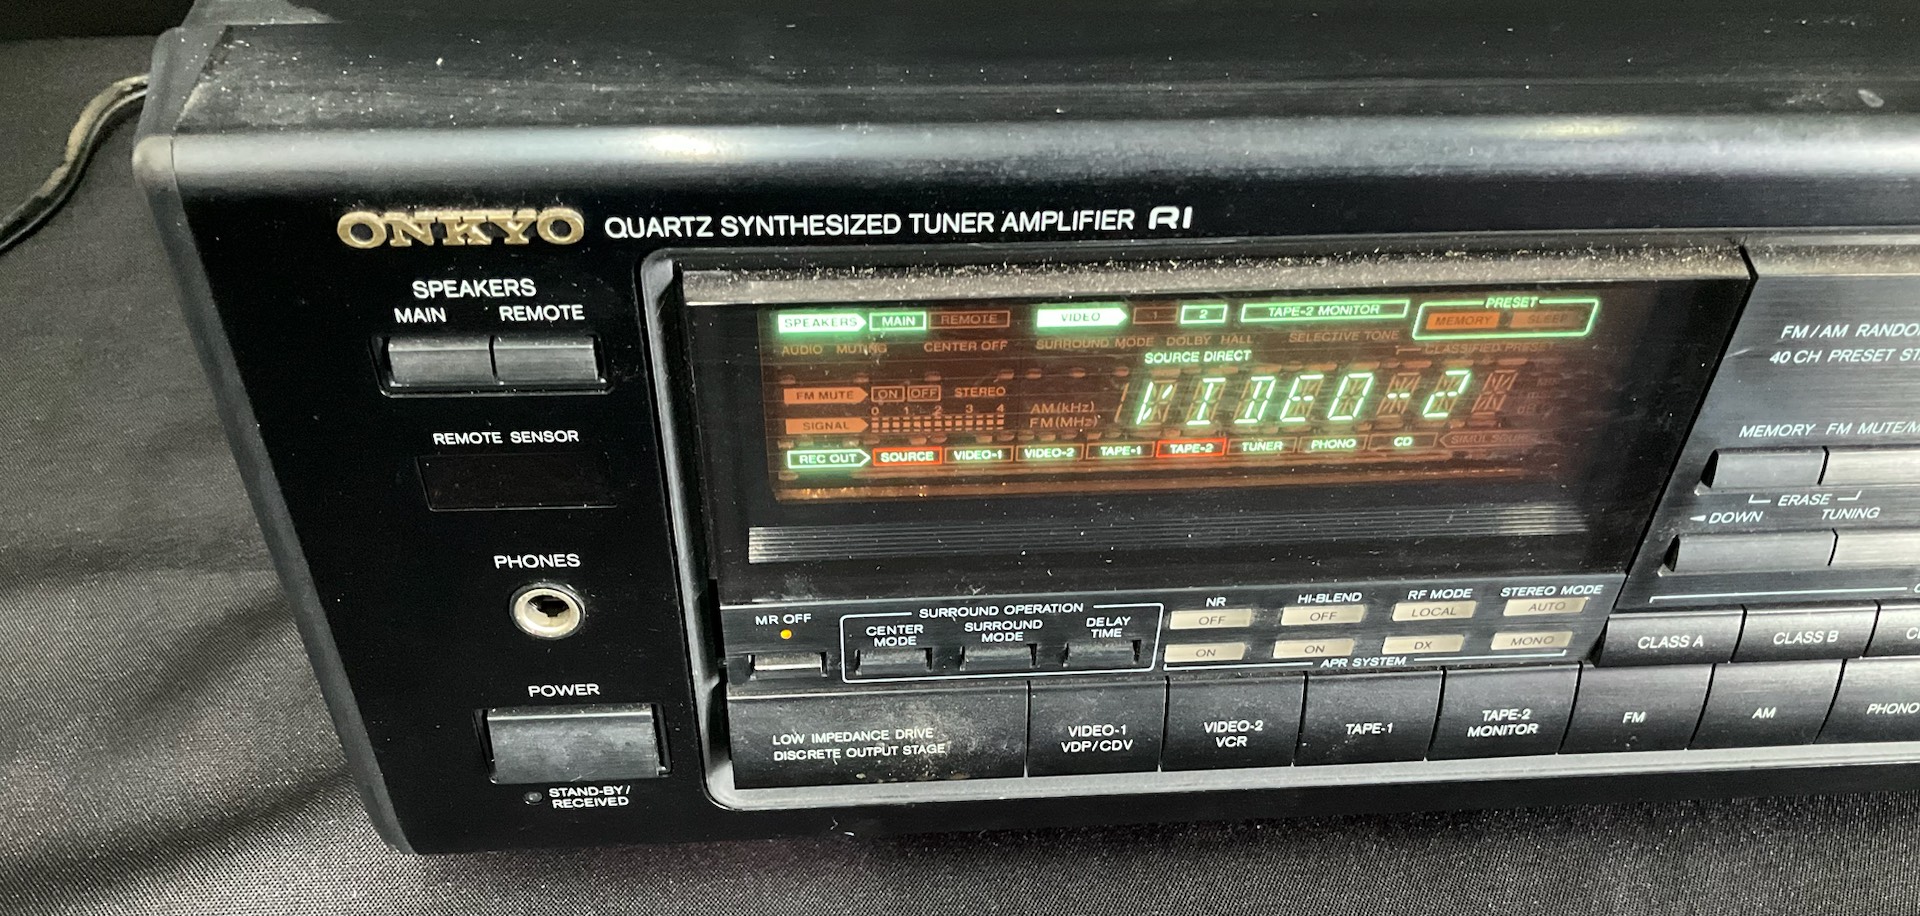 ONKYO QUARTZ SYNTHESIZED TUNER AMPLIFIER RI
SPEAKERS
MAIN REMOTE
REMOTE SENSOR
PHONES
POWER
STAND-BY/
RECEIVED
SPEAKERS MAIN REMOTE VIDEO 1 2 TAPE-2 MONITOR PRESET
MEMORY SLEEP
AUDIO MUTING CENTER OFF SURROUND MODE DOLBY HALL SELECTIVE TONE CLASSIFIED PRESET
SOURCE DIRECT
FM MUTE ON OFF STEREO
VIDEO-2
0 1 2 3 4
SIGNAL
AM(kHz)
FM(MHz)
REC OUT SOURCE VIDEO-1 VIDEO-2 TAPE-1 TAPE-2 TUNER PHONO CD
MR OFF
SURROUND OPERATION
CENTER MODE
SURROUND MODE
DELAY TIME
NR HI-BLEND RF MODE STEREO MODE
OFF OFF LOCAL AUTO
ON ON DX MONO
APR SYSTEM
LOW IMPEDANCE DRIVE
DISCRETE OUTPUT STAGE
VIDEO-1
VDP/CDV
VIDEO-2
VCR
TAPE-1
TAPE-2
MONITOR
FM
AM
PHONO
FM/AM RANDO
40 CH PRESET ST
MEMORY FM MUTE/M
ERASE
DOWN TUNING
CLASS A CLASS B